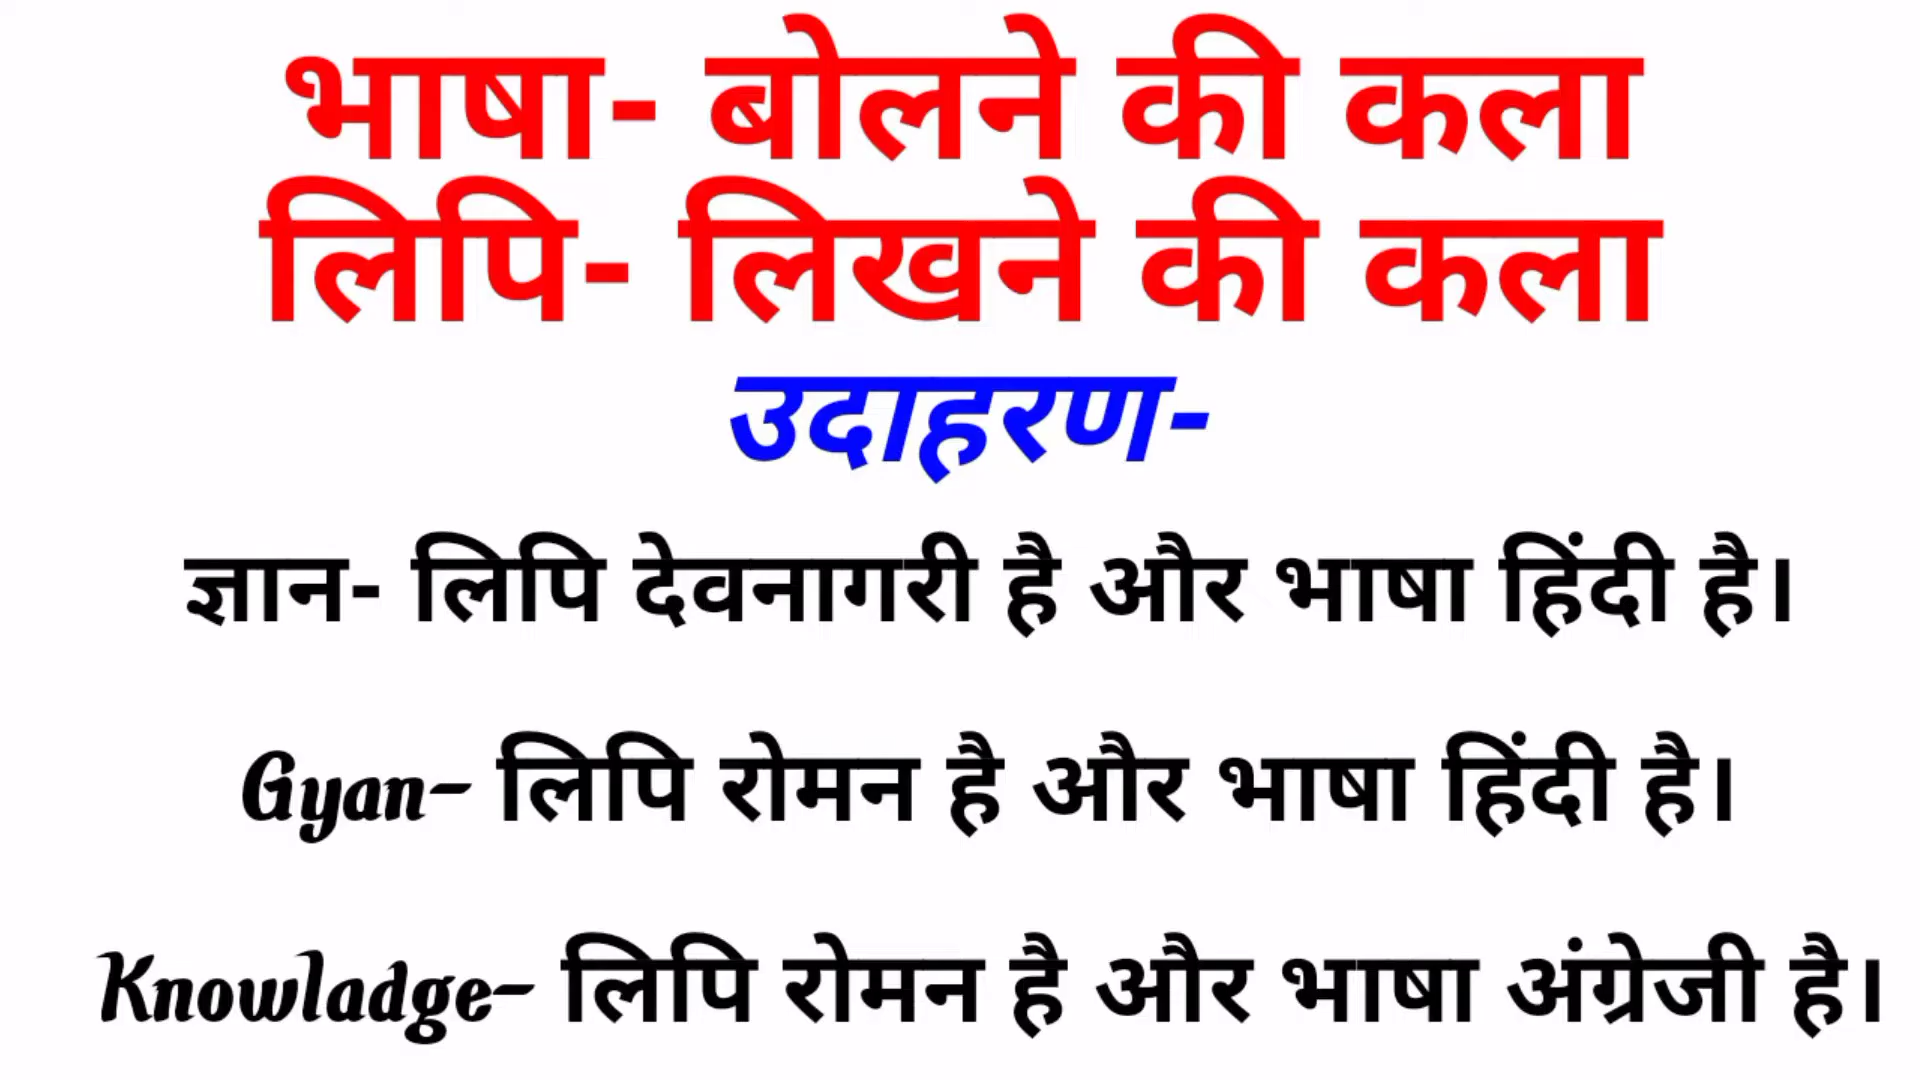 भाषा- बोलने की कला
लिपि- लिखने की कला
उदाहरण-
ज्ञान- लिपि देवनागरी है और भाषा हिंदी है।
Gyan- लिपि रोमन है और भाषा हिंदी है।
Knowladge- लिपि रोमन है और भाषा अंग्रेजी है।